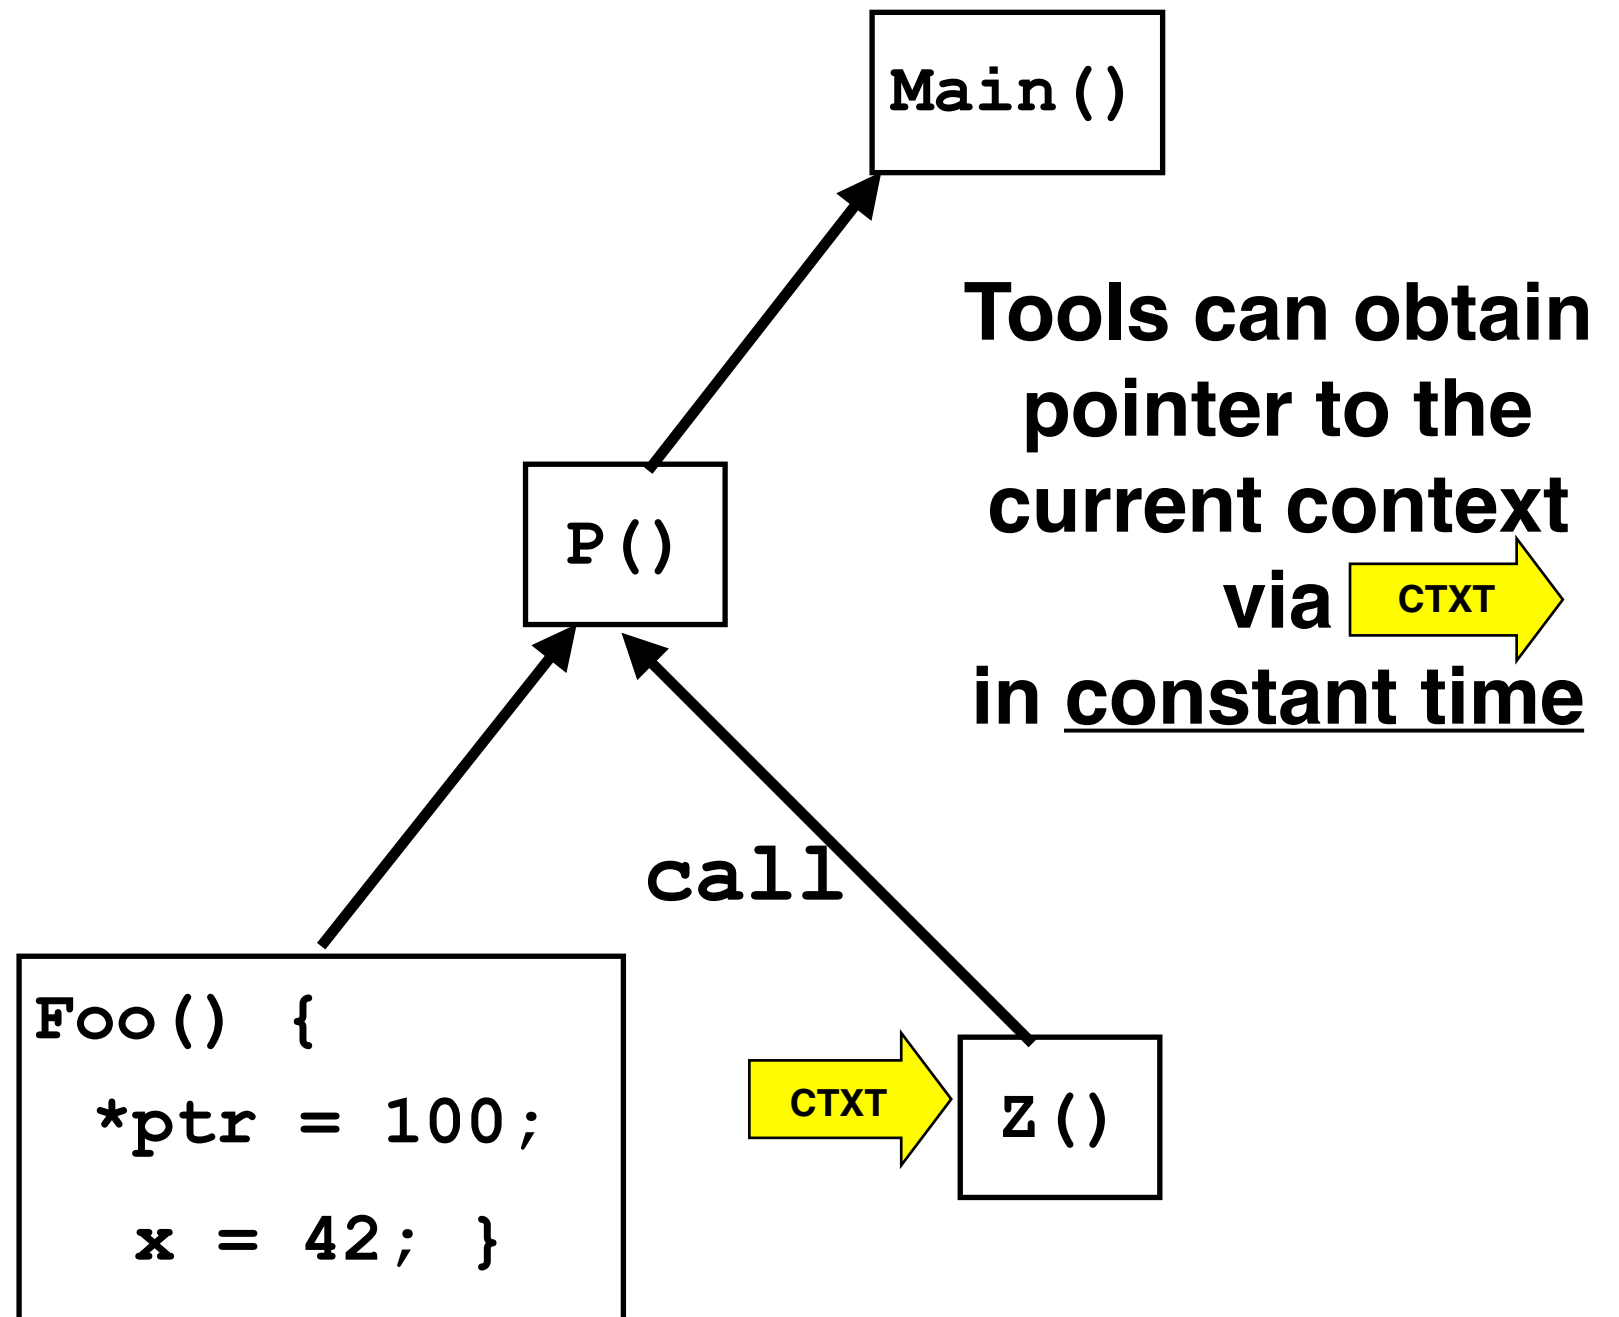 Main()
Tools can obtain
pointer to the
current context
via CTXT
in constant time
P()
call
Foo() {
*ptr = 100;
x = 42; }
CTXT
Z()